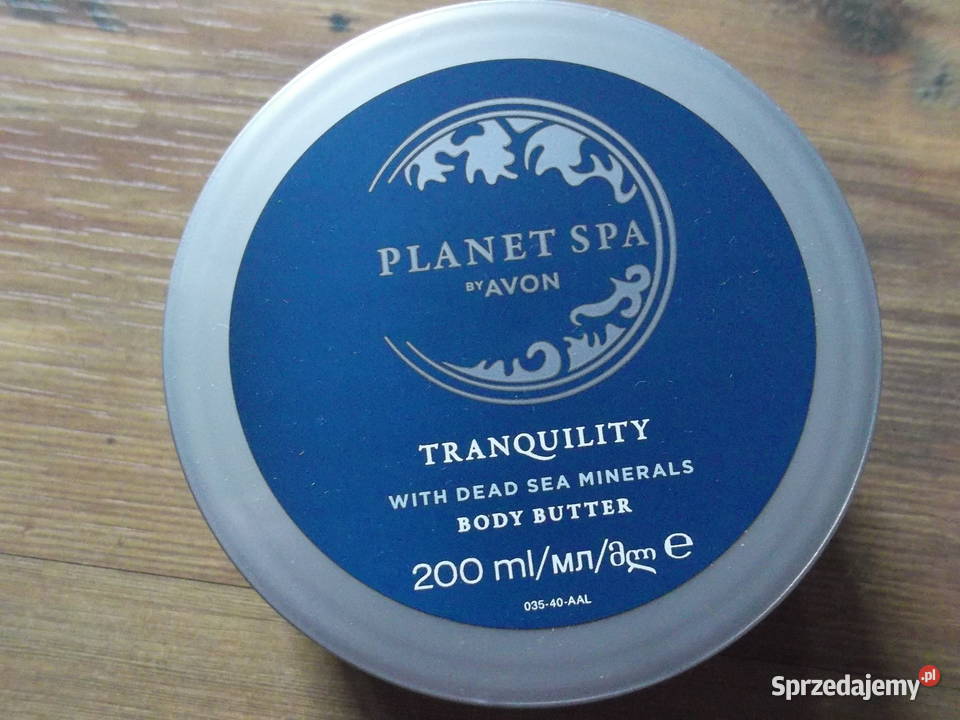 PLANET SPA
BY AVON
TRANQUILITY
WITH DEAD SEA MINERALS
BODY BUTTER
200 ml/мл/მლ ℮
035-40-AAL
Sprzedajemy.pl